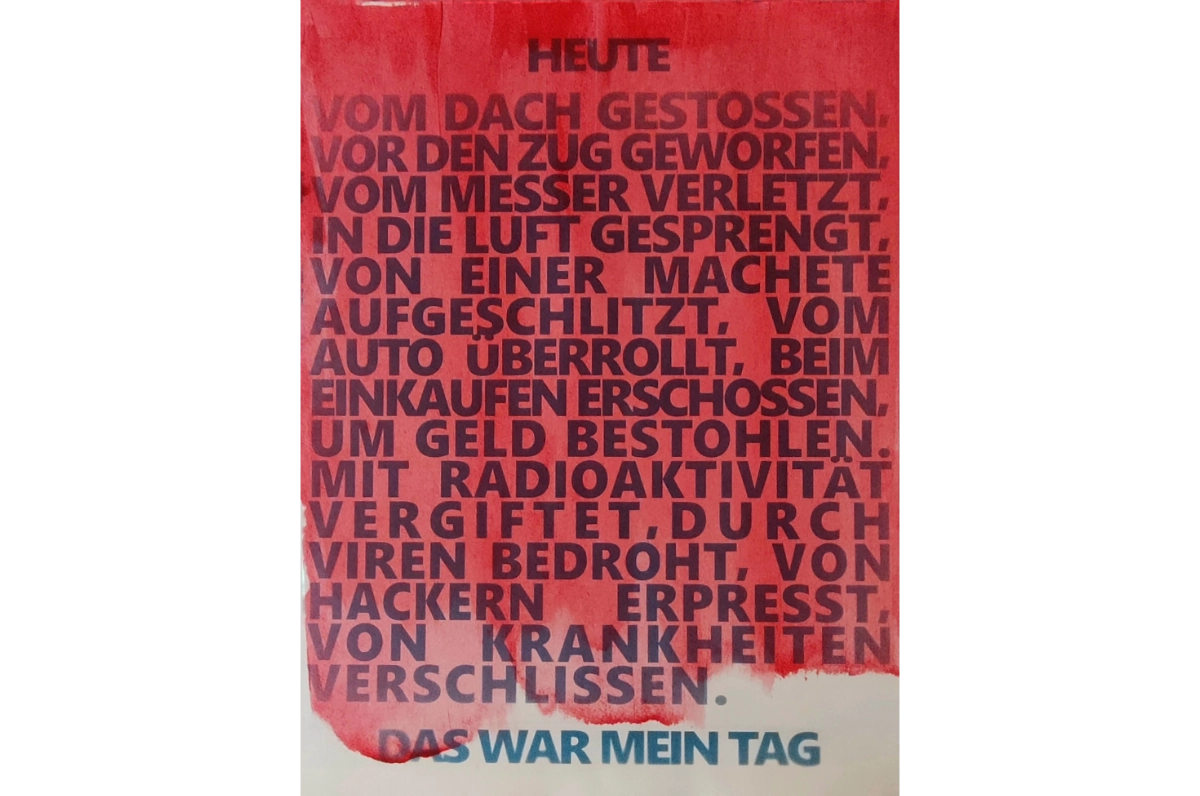 HEUTE
VOM DACH GESTOSSEN,
VOR DEN ZUG GEWORFEN,
VOM MESSER VERLETZT,
IN DIE LUFT GESPRENGT,
VON EINER MACHETE
AUFGESCHLITZT, VOM
AUTO ÜBERROLLT, BEIM
EINKAUFEN ERSCHOSSEN,
UM GELD BESTOHLEN.
MIT RADIOAKTIVITÄT
VERGIFTET, DURCH
VIREN BEDROHT, VON
HACKERN ERPRESST,
VON KRANKHEITEN
VERSCHLISSEN.
DAS WAR MEIN TAG